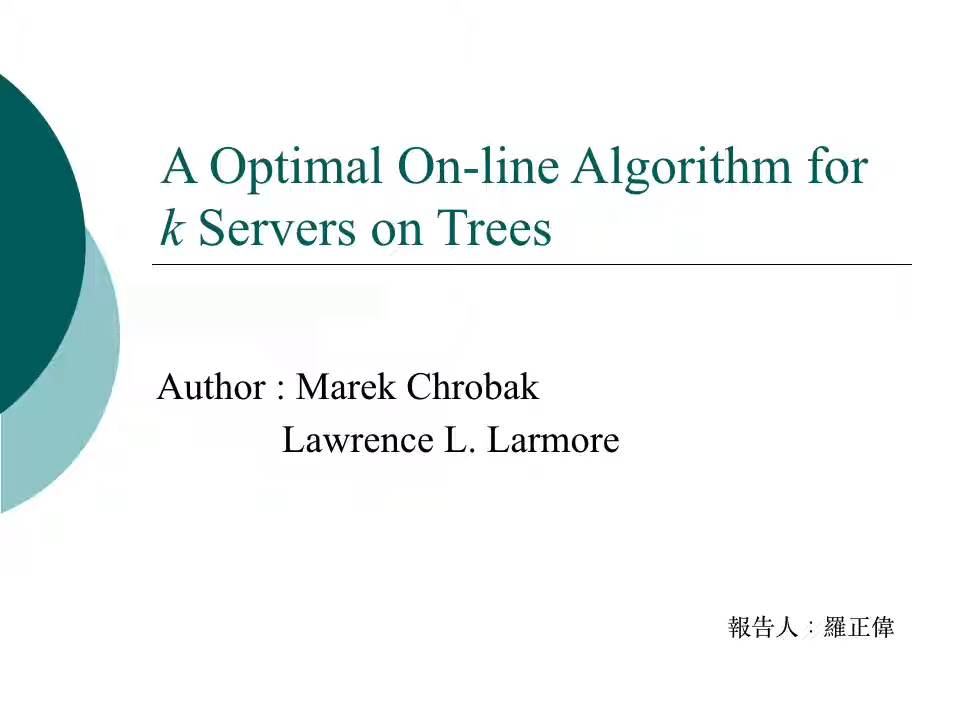 A Optimal On-line Algorithm for
k Servers on Trees
Author : Marek Chrobak
Lawrence L. Larmore
報告人：羅正偉